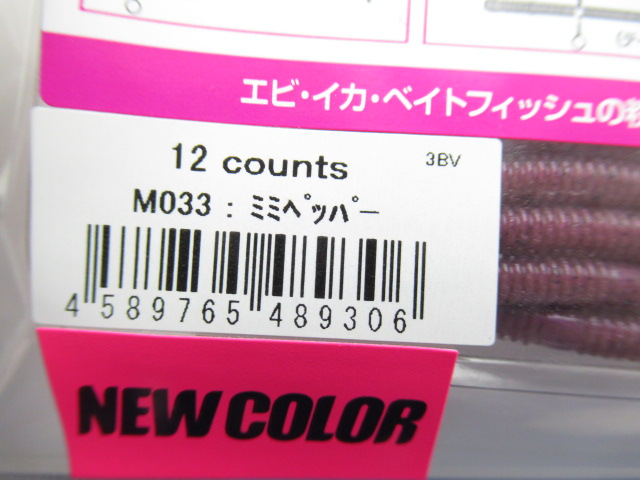 エビ・イカ・ベイトフィッシュの
12 counts 3BV
M033 : ﾐﾐﾍﾟｯﾊﾟｰ
4 589765 489306
NEW COLOR